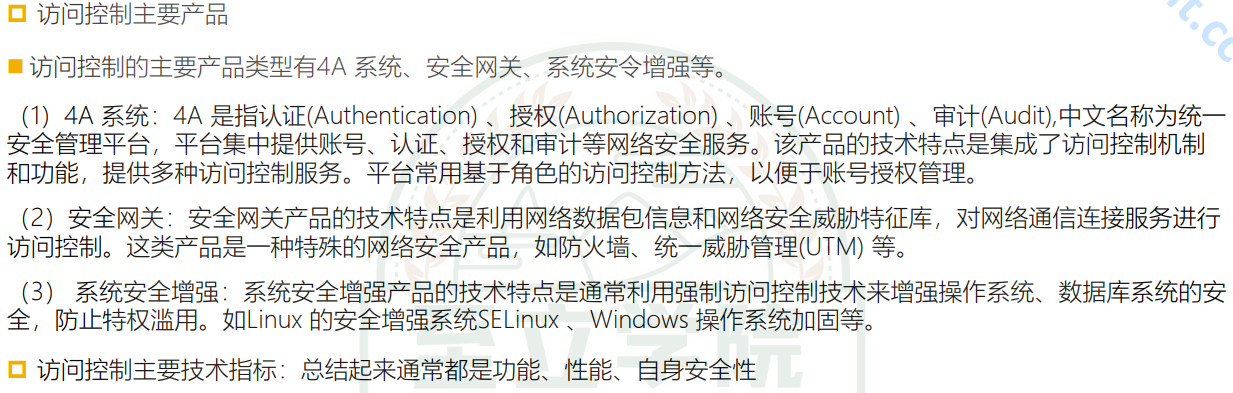 访问控制主要产品
访问控制的主要产品类型有4A 系统、安全网关、系统安令增强等。
（1）4A 系统：4A 是指认证(Authentication) 、授权(Authorization) 、账号(Account) 、审计(Audit),中文名称为统一
安全管理平台，平台集中提供账号、认证、授权和审计等网络安全服务。该产品的技术特点是集成了访问控制机制
和功能，提供多种访问控制服务。平台常用基于角色的访问控制方法，以便于账号授权管理。
（2）安全网关：安全网关产品的技术特点是利用网络数据包信息和网络安全威胁特征库，对网络通信连接服务进行
访问控制。这类产品是一种特殊的网络安全产品，如防火墙、统一威胁管理(UTM) 等。
（3） 系统安全增强：系统安全增强产品的技术特点是通常利用强制访问控制技术来增强操作系统、数据库系统的安
全，防止特权滥用。如Linux 的安全增强系统SELinux 、Windows 操作系统加固等。
访问控制主要技术指标：总结起来通常都是功能、性能、自身安全性